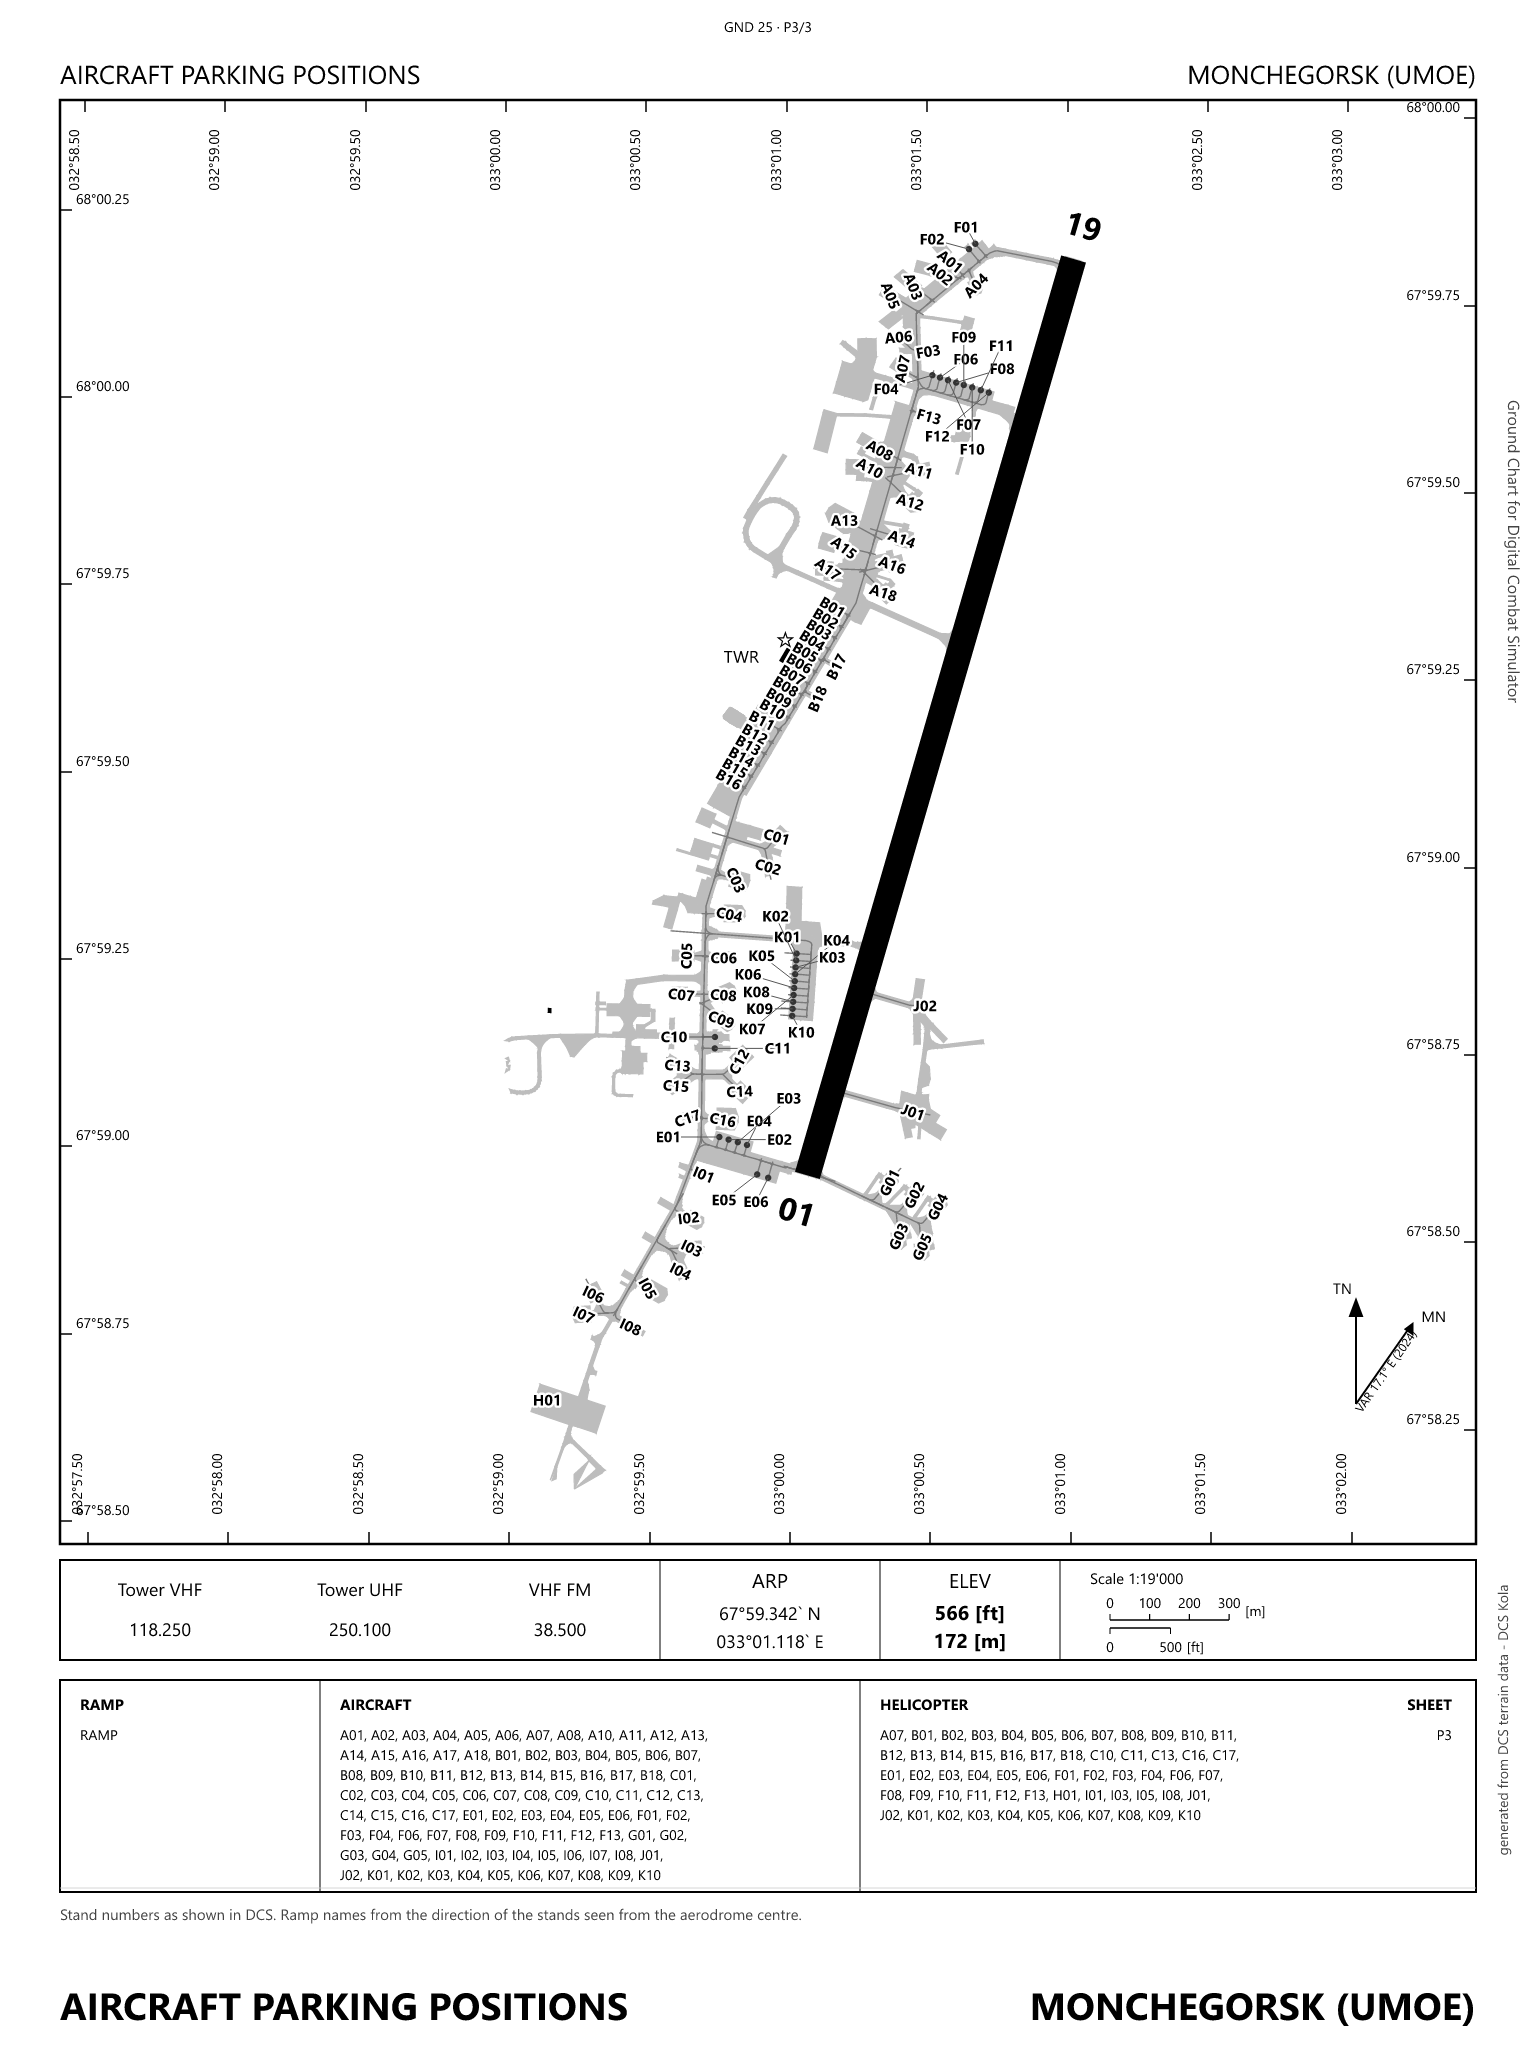 GND 25 · P3/3
AIRCRAFT PARKING POSITIONS
MONCHEGORSK (UMOE)
032°58.50
032°59.00
032°59.50
033°00.00
033°00.50
033°01.00
033°01.50
033°02.50
033°03.00
68°00.00
68°00.25
67°59.75
68°00.00
67°59.50
67°59.75
67°59.25
67°59.50
67°59.00
67°59.25
67°58.75
67°59.00
67°58.50
67°58.75
67°58.25
67°58.50
19
F01
F02
A01
A02
A04
A03
A05
A06
F03
F09
F11
F06
F08
A07
F04
F13
F07
F12
F10
A08
A10
A11
A12
A13
A14
A15
A16
A17
A18
B01
B02
B03
B04
B05
B06
B07
B08
B09
B10
B11
B12
B13
B14
B15
B16
B17
B18
TWR
C01
C02
C03
C04
K02
K01
K04
K03
C05
C06
K05
K06
C07
C08
K08
K09
K07
K10
J02
C09
C10
C11
C12
C13
C15
C14
E03
J01
C17
C16
E04
E01
E02
I01
E05
E06
01
G01
G02
G04
G03
G05
I02
I03
I04
I05
I06
I07
I08
H01
TN
MN
VAR 17.1° E (2024)
032°57.50
032°58.00
032°58.50
032°59.00
032°59.50
033°00.00
033°00.50
033°01.00
033°01.50
033°02.00
Ground Chart for Digital Combat Simulator
Tower VHF
118.250
Tower UHF
250.100
VHF FM
38.500
ARP
67°59.342` N
033°01.118` E
ELEV
566 [ft]
172 [m]
Scale 1:19'000
0 100 200 300 [m]
0 500 [ft]
generated from DCS terrain data - DCS Kola
RAMP
RAMP
AIRCRAFT
A01, A02, A03, A04, A05, A06, A07, A08, A10, A11, A12, A13,
A14, A15, A16, A17, A18, B01, B02, B03, B04, B05, B06, B07,
B08, B09, B10, B11, B12, B13, B14, B15, B16, B17, B18, C01,
C02, C03, C04, C05, C06, C07, C08, C09, C10, C11, C12, C13,
C14, C15, C16, C17, E01, E02, E03, E04, E05, E06, F01, F02,
F03, F04, F06, F07, F08, F09, F10, F11, F12, F13, G01, G02,
G03, G04, G05, I01, I02, I03, I04, I05, I06, I07, I08, J01,
J02, K01, K02, K03, K04, K05, K06, K07, K08, K09, K10
HELICOPTER
A07, B01, B02, B03, B04, B05, B06, B07, B08, B09, B10, B11,
B12, B13, B14, B15, B16, B17, B18, C10, C11, C13, C16, C17,
E01, E02, E03, E04, E05, E06, F01, F02, F03, F04, F06, F07,
F08, F09, F10, F11, F12, F13, H01, I01, I03, I05, I08, J01,
J02, K01, K02, K03, K04, K05, K06, K07, K08, K09, K10
SHEET
P3
Stand numbers as shown in DCS. Ramp names from the direction of the stands seen from the aerodrome centre.
AIRCRAFT PARKING POSITIONS
MONCHEGORSK (UMOE)